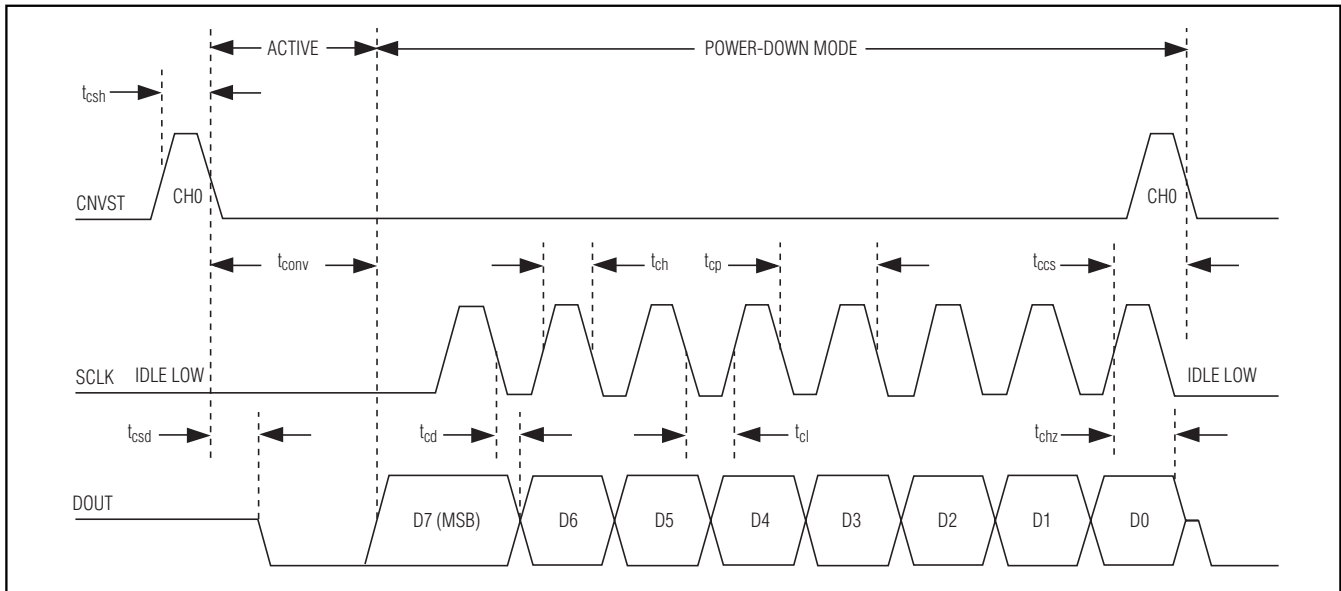 ACTIVE POWER-DOWN MODE
tcsh
CNVST CH0 CH0
tconv tch tcp tccs
SCLK IDLE LOW IDLE LOW
tcsd tcd tcl tchz
DOUT
D7 (MSB) D6 D5 D4 D3 D2 D1 D0